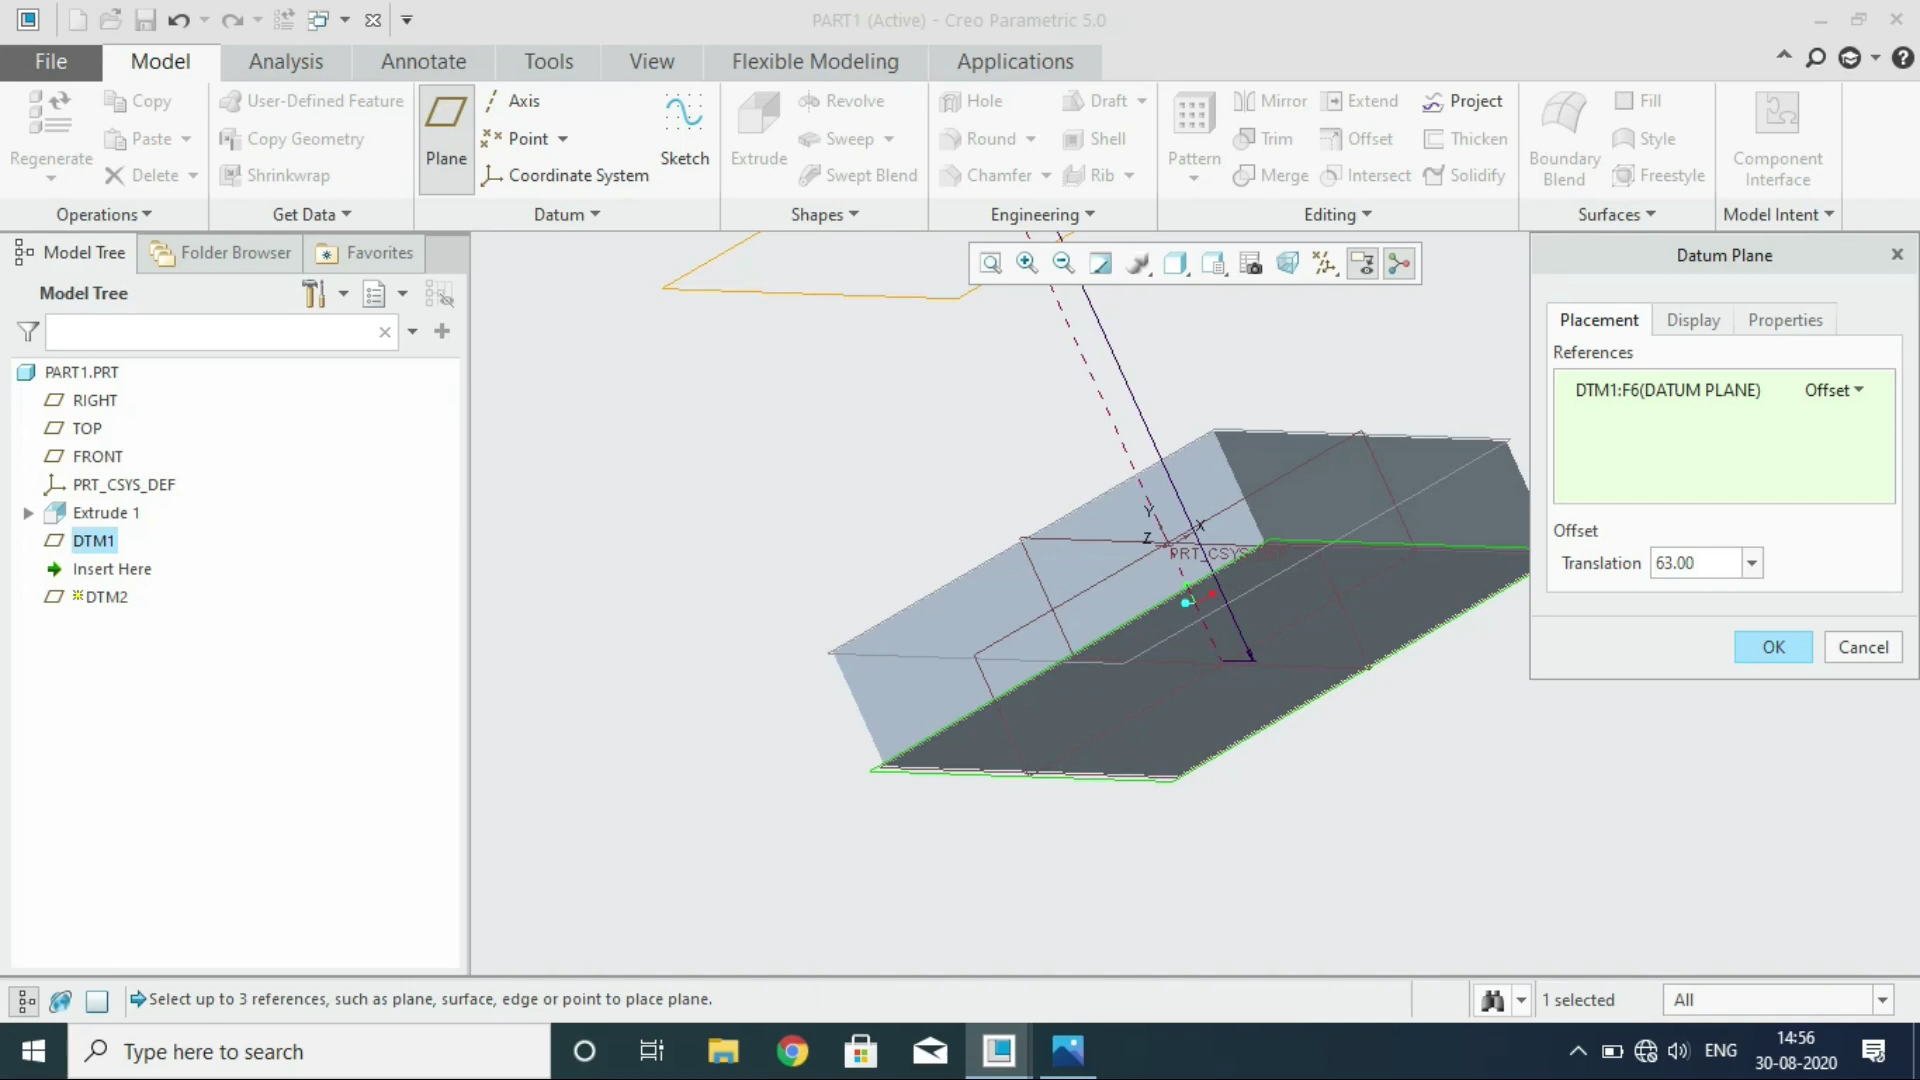 PART1 (Active) - Creo Parametric 5.0
File Model Analysis Annotate Tools View Flexible Modeling Applications
Regenerate
Copy
Paste
Delete
Operations
User-Defined Feature
Copy Geometry
Shrinkwrap
Get Data
Plane
Axis
Point
Coordinate System
Sketch
Datum
Extrude
Revolve
Sweep
Swept Blend
Shapes
Hole
Round
Chamfer
Draft
Shell
Rib
Engineering
Pattern
Mirror
Trim
Merge
Extend
Offset
Intersect
Project
Thicken
Solidify
Editing
Boundary
Blend
Fill
Style
Freestyle
Surfaces
Component
Interface
Model Intent
Model Tree Folder Browser Favorites
Model Tree
PART1.PRT
RIGHT
TOP
FRONT
PRT_CSYS_DEF
Extrude 1
DTM1
Insert Here
DTM2
Y
X
Z
PRT_CSYS
Datum Plane
Placement Display Properties
References
DTM1:F6(DATUM PLANE) Offset
Offset
Translation 63.00
OK Cancel
Select up to 3 references, such as plane, surface, edge or point to place plane.
1 selected All
Type here to search
ENG
14:56
30-08-2020